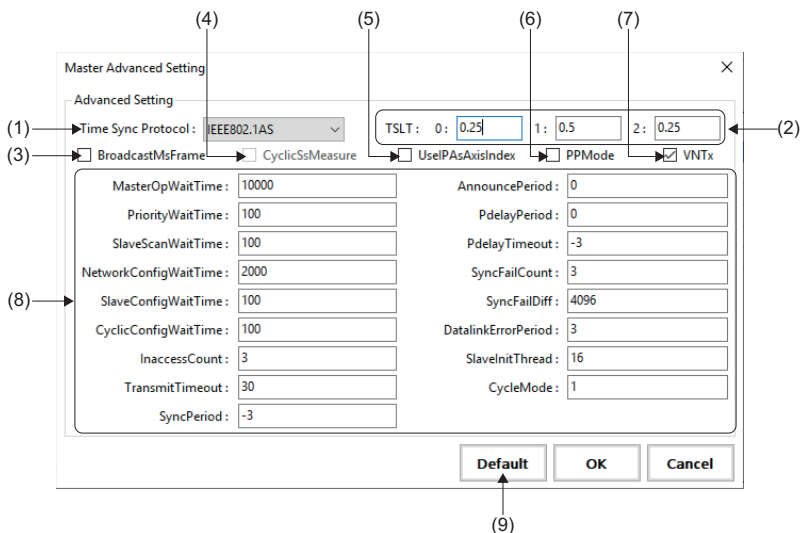 (4) (5) (6) (7)
Master Advanced Setting
Advanced Setting
(1) Time Sync Protocol : IEEE802.1AS TSLT : 0 : 0.25 1 : 0.5 2 : 0.25 (2)
(3) BroadcastMsFrame CyclicSsMeasure UseIPAsAxisIndex PPMode VNTx
MasterOpWaitTime : 10000 AnnouncePeriod : 0
PriorityWaitTime : 100 PdelayPeriod : 0
SlaveScanWaitTime : 100 PdelayTimeout : -3
NetworkConfigWaitTime : 2000 SyncFailCount : 3
(8) SlaveConfigWaitTime : 100 SyncFailDiff : 4096
CyclicConfigWaitTime : 100 DatalinkErrorPeriod : 3
InaccessCount : 3 SlaveInitThread : 16
TransmitTimeout : 30 CycleMode : 1
SyncPeriod : -3
Default OK Cancel
(9)